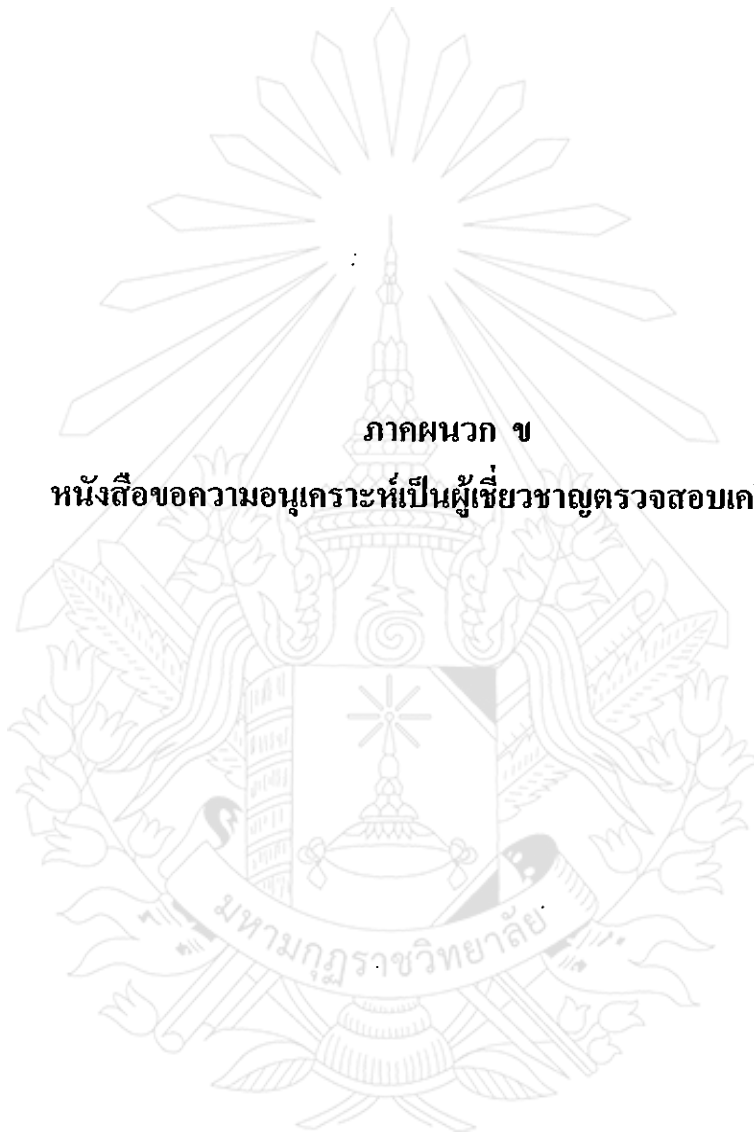 ภาคผนวก ข
หนังสือขอความอนุเคราะห์เป็นผู้เชี่ยวชาญตรวจสอบเค
มหามกุฏราชวิทยาลัย